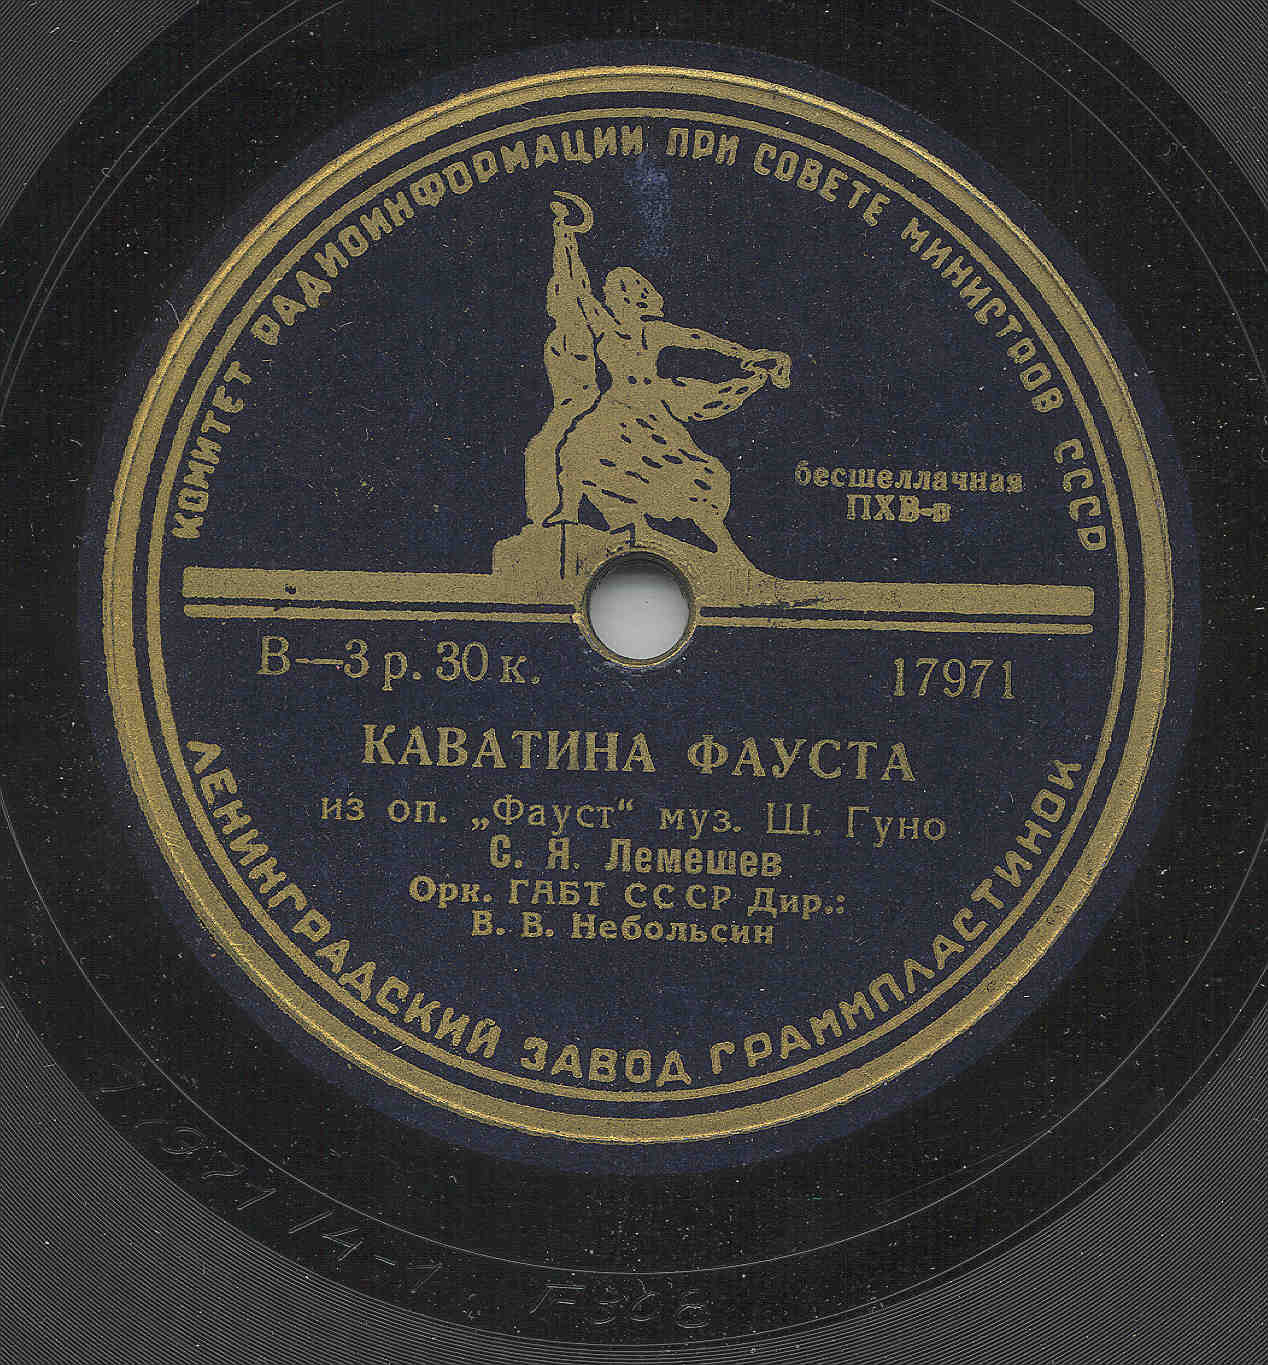 КОМИТЕТ РАДИОИНФОРМАЦИИ ПРИ СОВЕТЕ МИНИСТРОВ СССР
бесшеллачная
ПХВ-п
В—3 р. 30 к.
17971
КАВАТИНА ФАУСТА
из оп. „Фауст“ муз. Ш. Гуно
С. Я. Лемешев
Орк. ГАБТ СССР Дир.:
В. В. Небольсин
ЛЕНИНГРАДСКИЙ ЗАВОД ГРАММПЛАСТИНОК